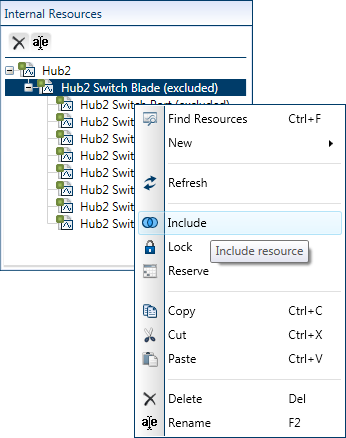 Internal Resources
a/e
Hub2
Hub2 Switch Blade (excluded)
Hub2 Switch Port (excluded)
Hub2 Swit
Hub2 Swit
Hub2 Swit
Hub2 Swit
Hub2 Swit
Hub2 Swit
Hub2 Swit
Find Resources Ctrl+F
New
Refresh
Include
Lock
Include resource
Reserve
Copy Ctrl+C
Cut Ctrl+X
Paste Ctrl+V
Delete Del
a/e Rename F2